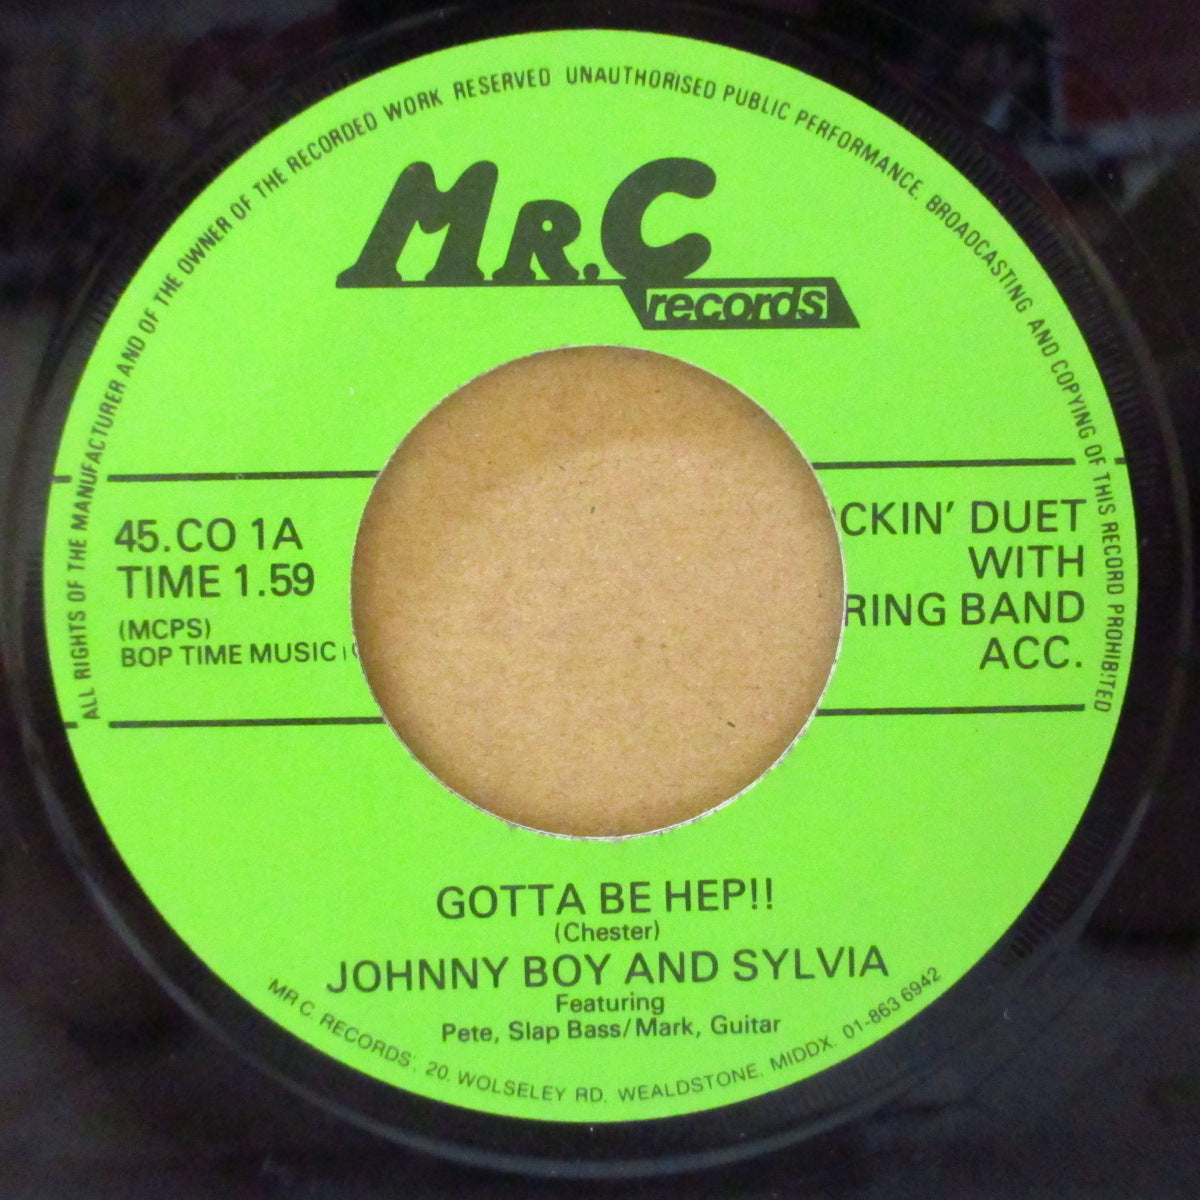 ALL RIGHTS OF THE MANUFACTURER AND OF THE OWNER OF THE RECORDED WORK RESERVED UNAUTHORISED PUBLIC PERFORMANCE, BROADCASTING AND COPYING OF THIS RECORD PROHIBITED
MR.C
records
45.CO 1A
TIME 1.59
(MCPS)
BOP TIME MUSIC
CKIN' DUET
WITH
RING BAND
ACC.
GOTTA BE HEP!!
(Chester)
JOHNNY BOY AND SYLVIA
Featuring
Pete, Slap Bass/Mark, Guitar
MR C. RECORDS, 20, WOLSELEY RD, WEALDSTONE, MIDDX. 01-863 6942